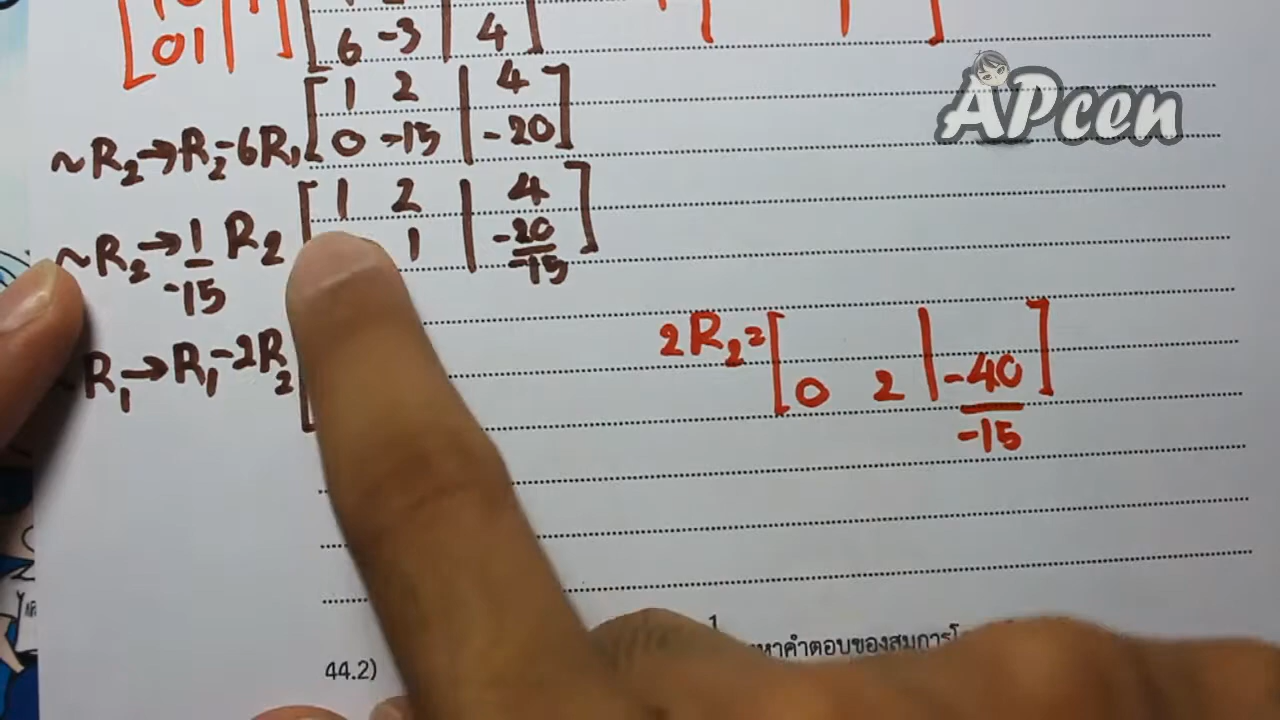 01
6 -3 | 4
APcen
1 2 | 4
~R₂→R₂-6R₁ [0 -15 | -20]
1 2 | 4
~R₂→1/-15 R₂ [ 1 | -20/-15]
2R₂=[0 2 | -40/-15]
R₁→R₁-2R₂
44.2)